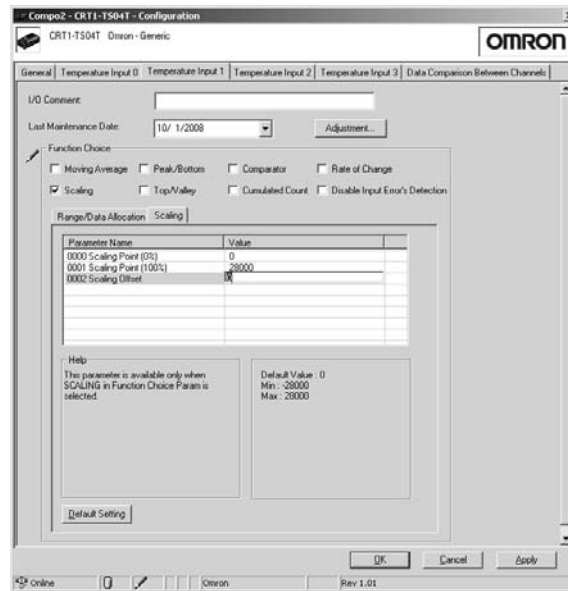 Compo2 - CRT1-TS04T - Configuration
CRT1-TS04T Omron - Generic
OMRON
General Temperature Input 0 Temperature Input 1 Temperature Input 2 Temperature Input 3 Data Comparison Between Channels
I/O Comment:
Last Maintenance Date: 10/ 1/2008 Adjustment...
Function Choice
Moving Average Peak/Bottom Comparator Rate of Change
Scaling Top/Valley Cumulated Count Disable Input Error's Detection
Range/Data Allocation Scaling
Parameter Name Value
0000 Scaling Point (0%) 0
0001 Scaling Point (100%) 28000
0002 Scaling Offset 0
Help
This parameter is available only when
SCALING in Function Choice Param is
selected.
Default Value : 0
Min : -28000
Max : 28000
Default Setting
OK Cancel Apply
Online Omron Rev 1.01